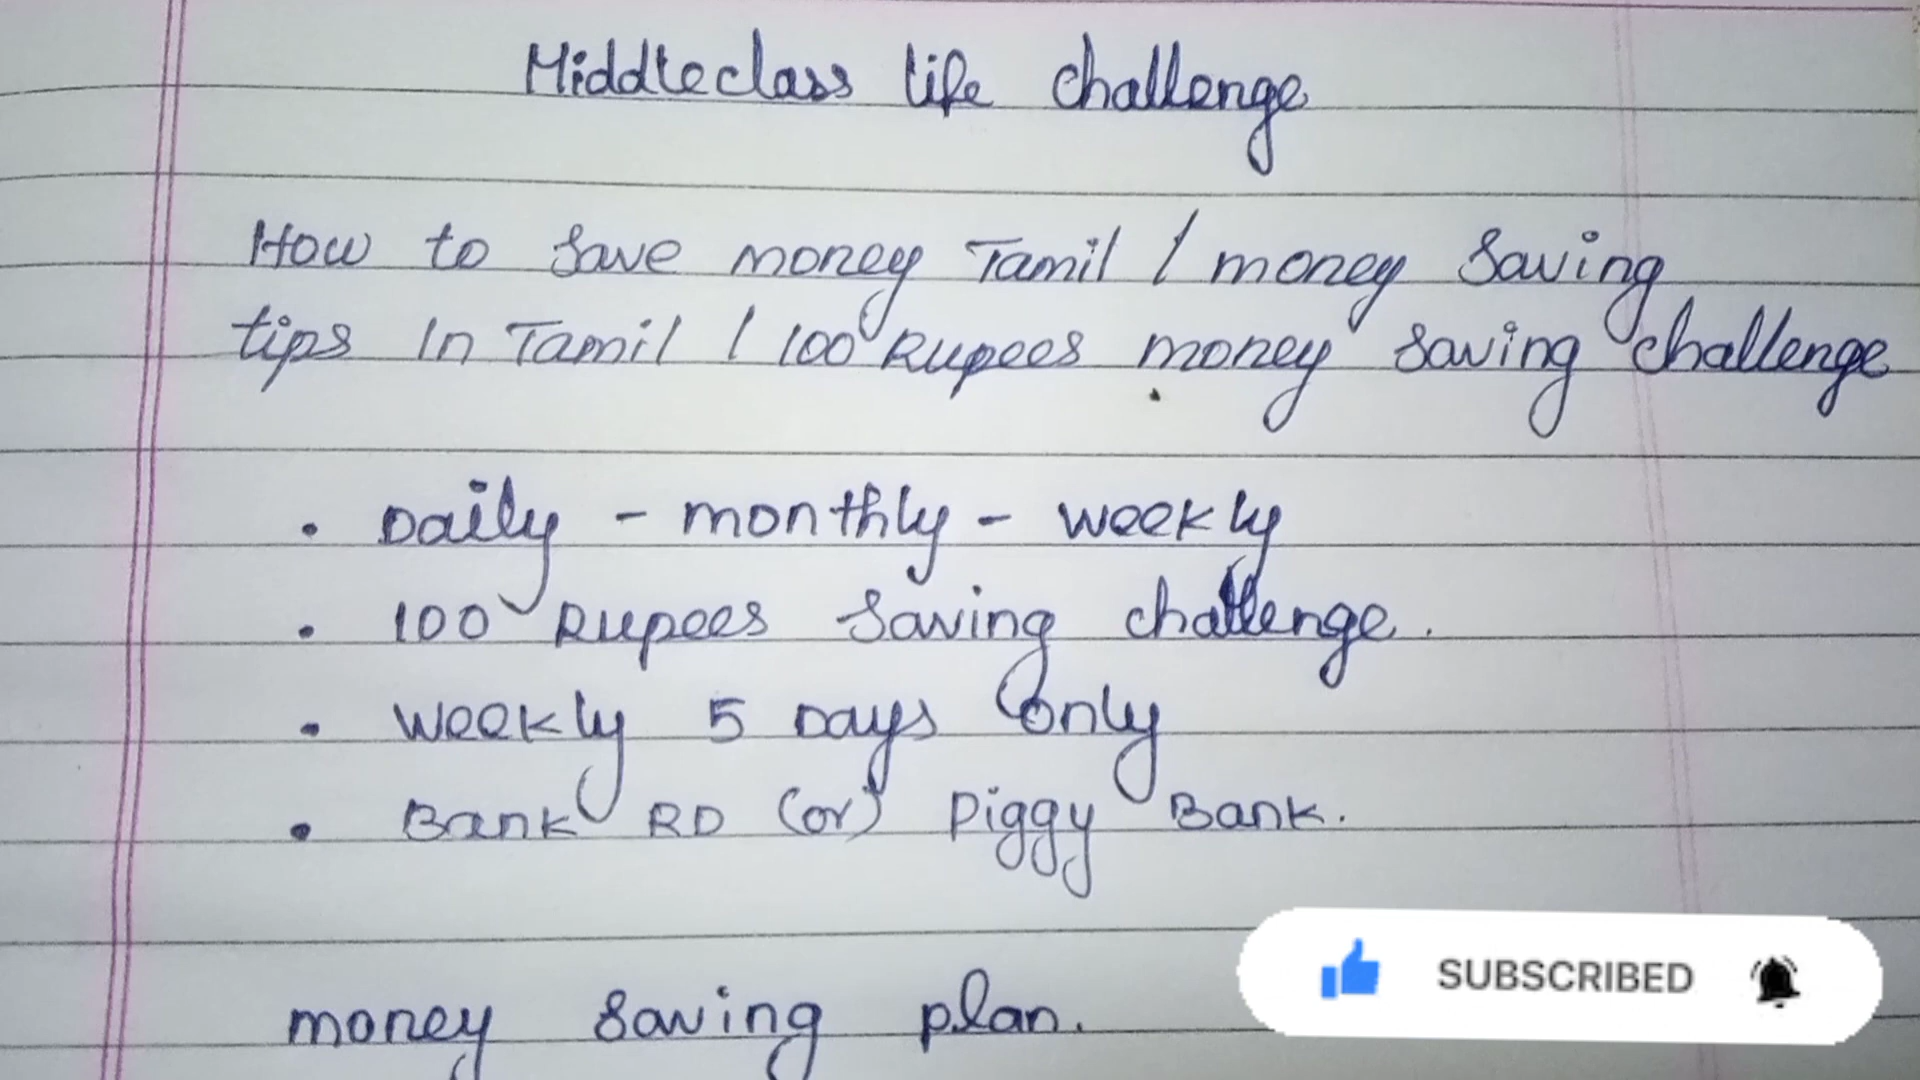 Middleclass life challenge
How to save money Tamil / money saving
tips In Tamil / 100 Rupees money saving challenge
• Daily - monthly - weekly
• 100 Rupees saving challenge.
• weekly 5 Days only
• Bank RD (or) Piggy Bank.
money saving plan.
SUBSCRIBED